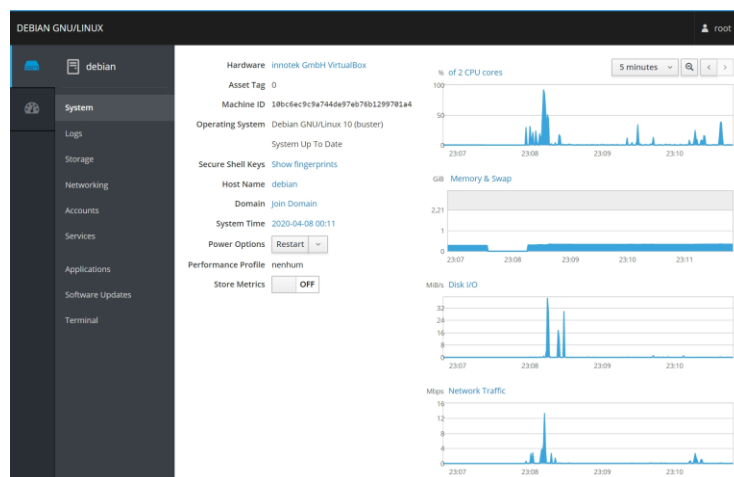 DEBIAN GNU/LINUX
root
debian
System
Logs
Storage
Networking
Accounts
Services
Applications
Software Updates
Terminal
Hardware innotek GmbH VirtualBox
Asset Tag 0
Machine ID 10bc6ec9c9a744de97eb76b1299701a4
Operating System Debian GNU/Linux 10 (buster)
System Up To Date
Secure Shell Keys Show fingerprints
Host Name debian
Domain Join Domain
System Time 2020-04-08 00:11
Power Options Restart
Performance Profile nenhum
Store Metrics OFF
5 minutes
% of 2 CPU cores
100
50
0
23:07 23:08 23:09 23:10
GiB Memory & Swap
2,21
1
0
23:07 23:08 23:09 23:10 23:11
MiB/s Disk I/O
32
24
16
8
0
23:07 23:08 23:09 23:10
Mbps Network Traffic
16
12
8
4
0
23:07 23:08 23:09 23:10